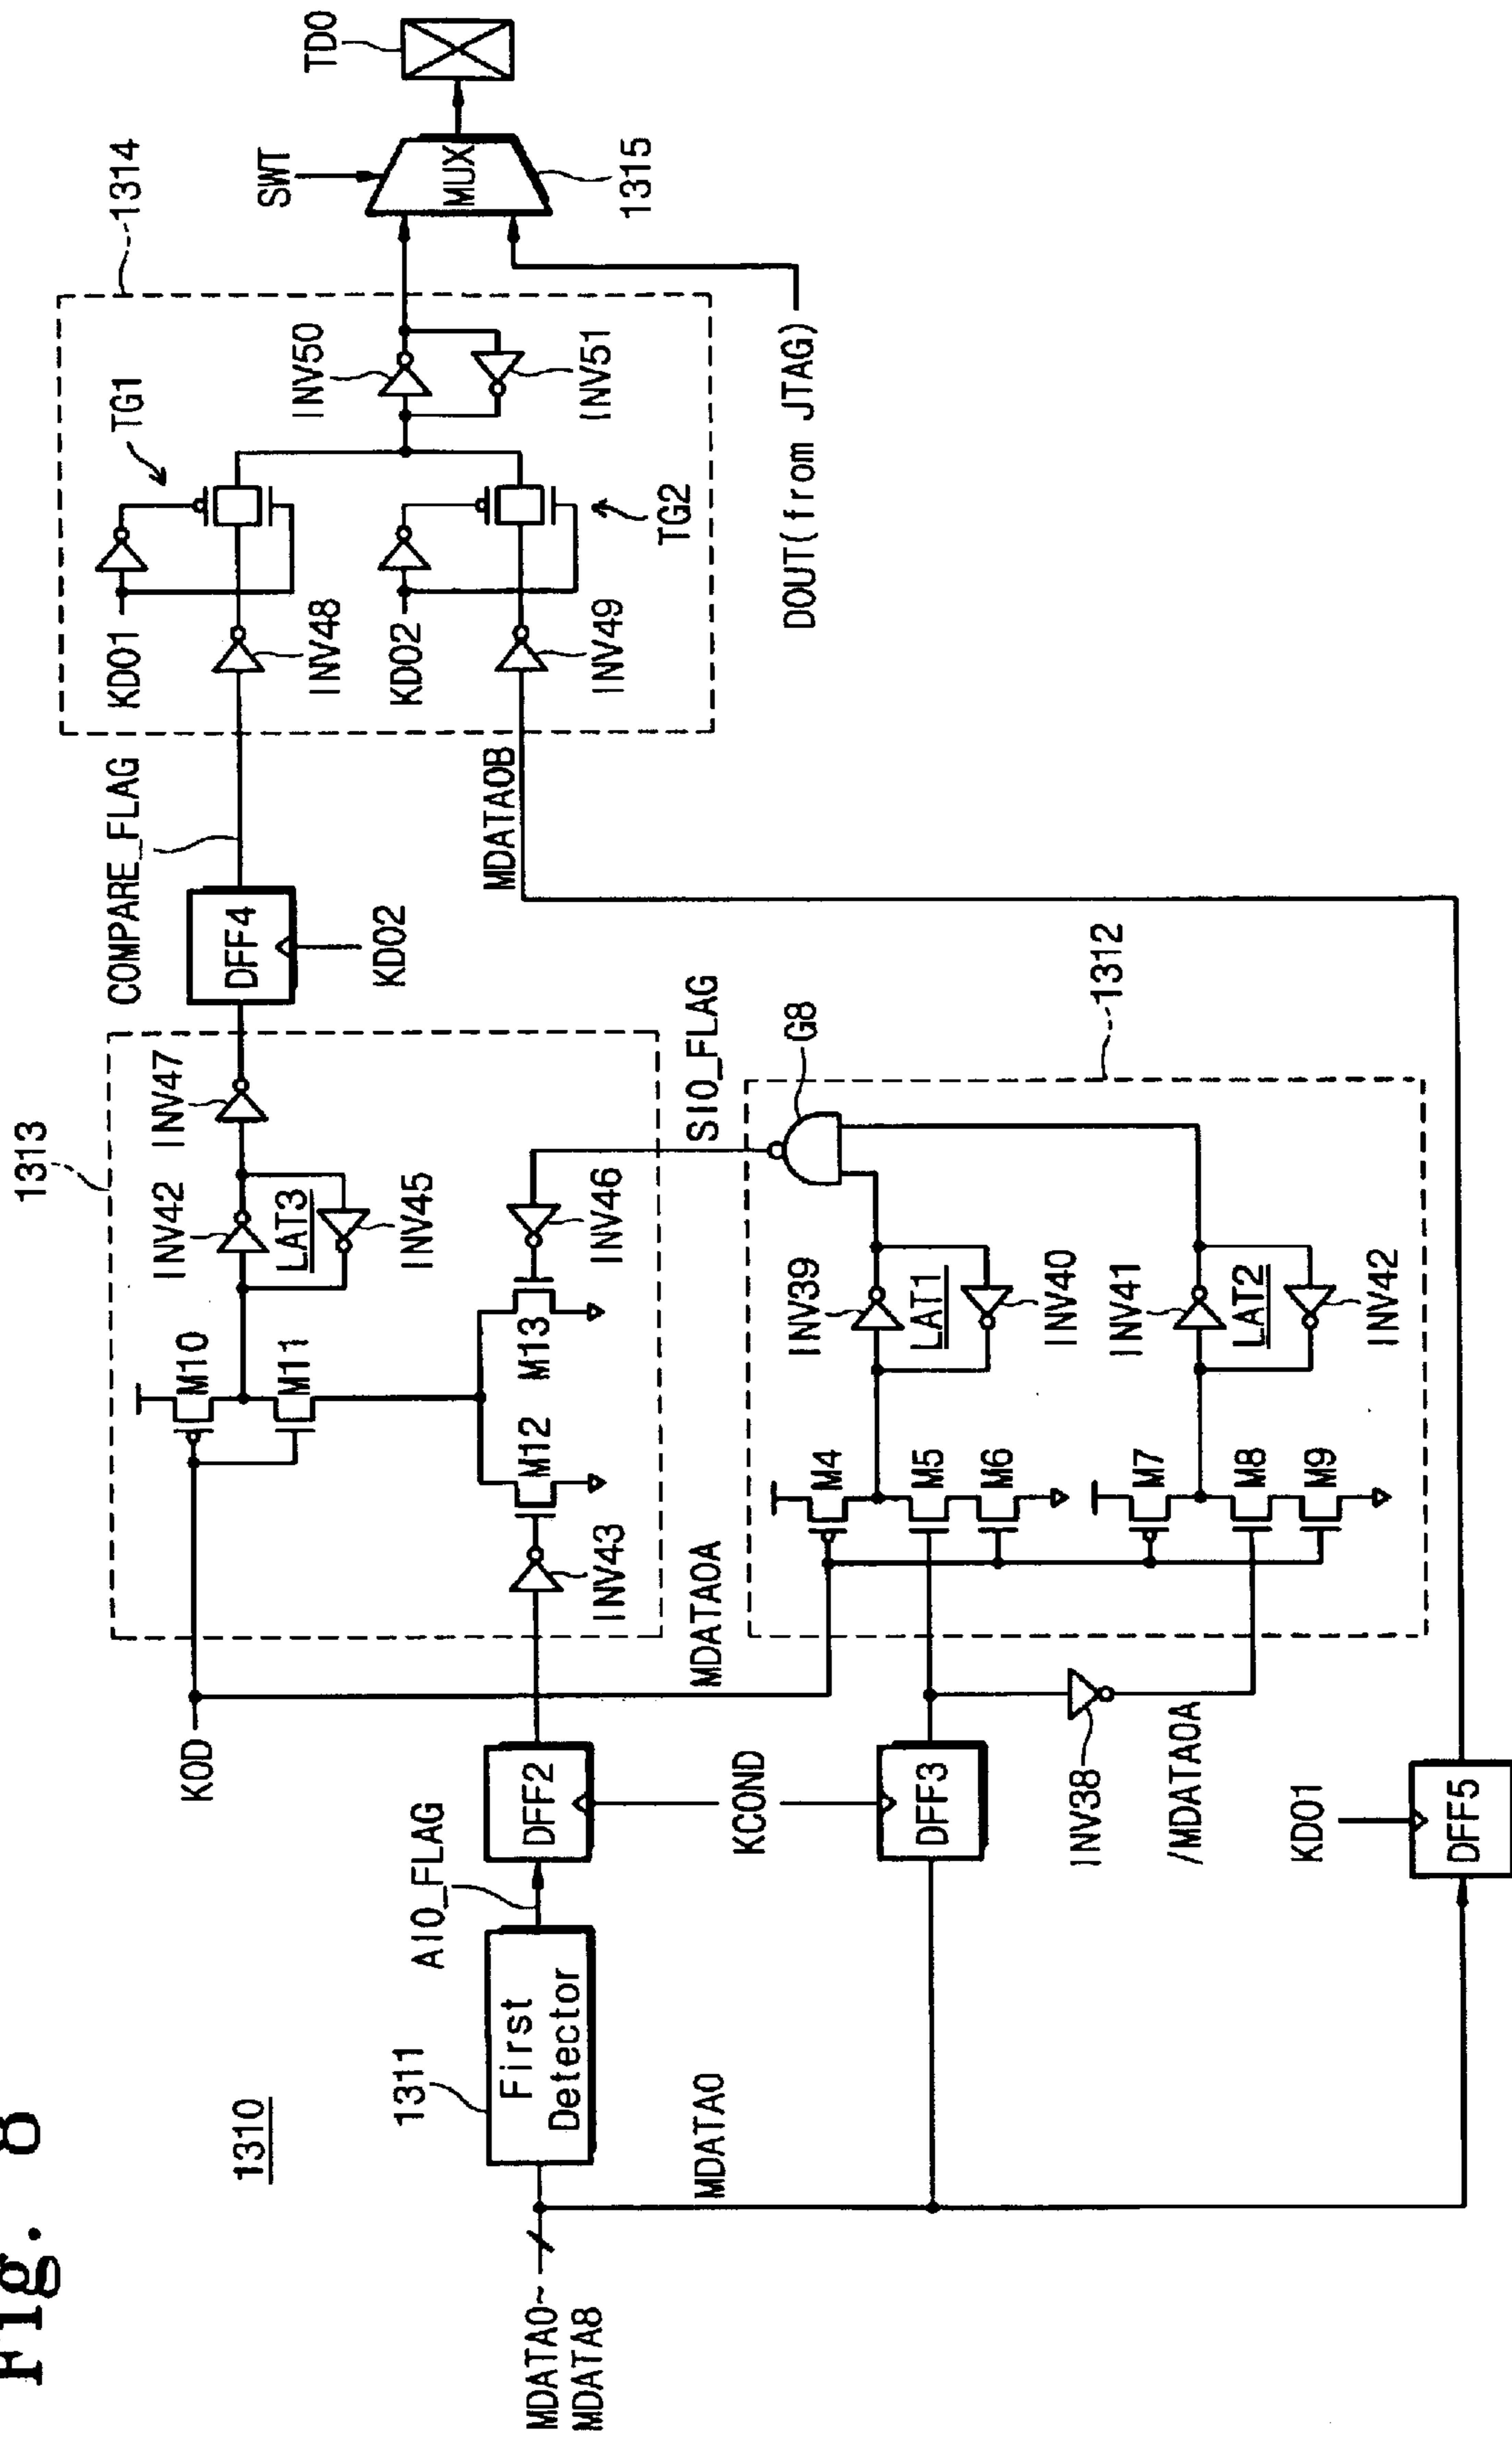 Fig. 8
1310
MDATA0~
MDATA8
1311
First
Detector
AIO_FLAG
DFF2
KCOND
DFF3
MDATA0
KOD
MDATA0A
INV38
/MDATA0A
KDO1
DFF5
1313
M10
M11
INV42
LAT3
INV45
INV47
INV43
M12
M13
INV46
SIO_FLAG
G8
1312
M4
M5
M6
INV39
LAT1
INV40
M7
M8
M9
INV41
LAT2
INV42
COMPARE_FLAG
DFF4
KDO2
MDATA0B
1314
KDO1
TG1
INV48
KDO2
TG2
INV49
INV50
INV51
DOUT(from JTAG)
SWT
MUX
1315
TDO